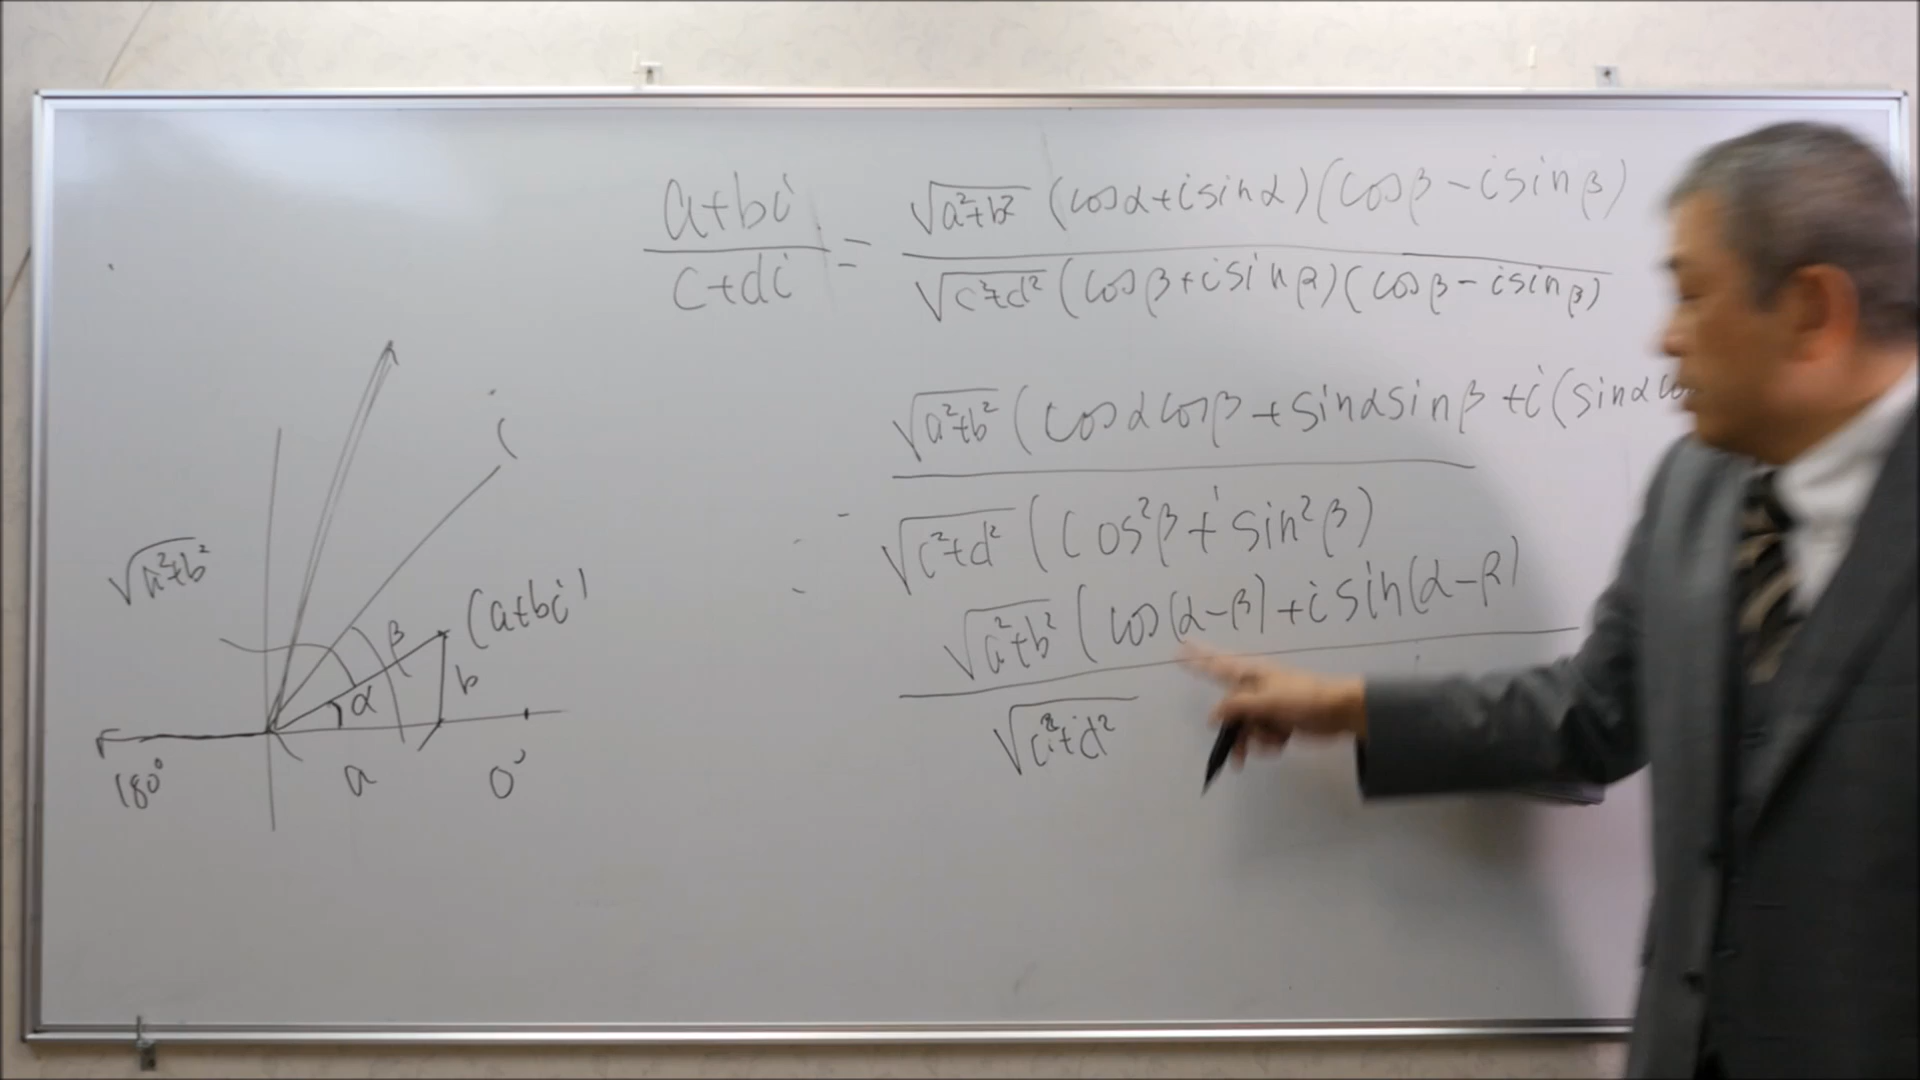 a+bi
c+di
=
√a²+b² (cosα+isinα)(cosβ-isinβ)
√c²+d² (cosβ+isinβ)(cosβ-isinβ)
√a²+b² (cosαcosβ+sinαsinβ+i(sinαco
=
√c²+d² (cos²β+sin²β)
√a²+b² (cos(α-β)+isin(α-β)
√c²+d²
√a²+b²
(a+bi)
β
α
b
180°
a
0°